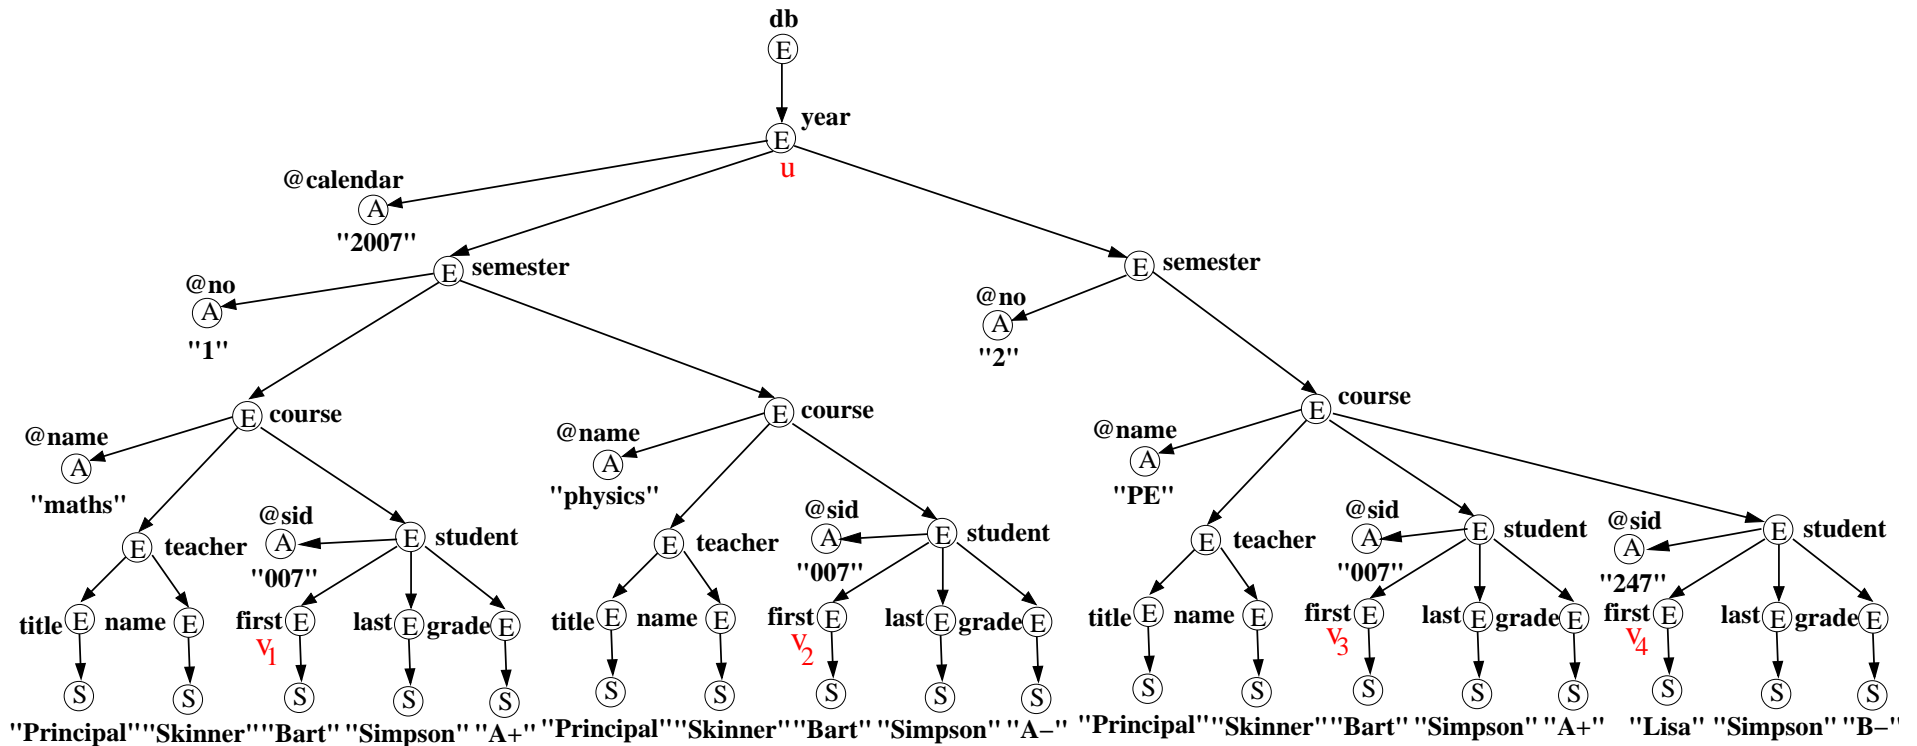 db
E
year
E
u
@calendar
A
"2007"
E semester
@no
A
"1"
E semester
@no
A
"2"
E course
@name
A
"maths"
E course
@name
A
"physics"
E course
@name
A
"PE"
E teacher
@sid
A
"007"
E student
E teacher
@sid
A
"007"
E student
E teacher
@sid
A
"007"
E student
@sid
A
"247"
E student
title E name E first E last E grade E title E name E first E last E grade E title E name E first E last E grade E first E last E grade E
v1 v2 v3 v4
S S S S S S S S S S S S S S S S S S
"Principal" "Skinner" "Bart" "Simpson" "A+" "Principal" "Skinner" "Bart" "Simpson" "A−" "Principal" "Skinner" "Bart" "Simpson" "A+" "Lisa" "Simpson" "B−"